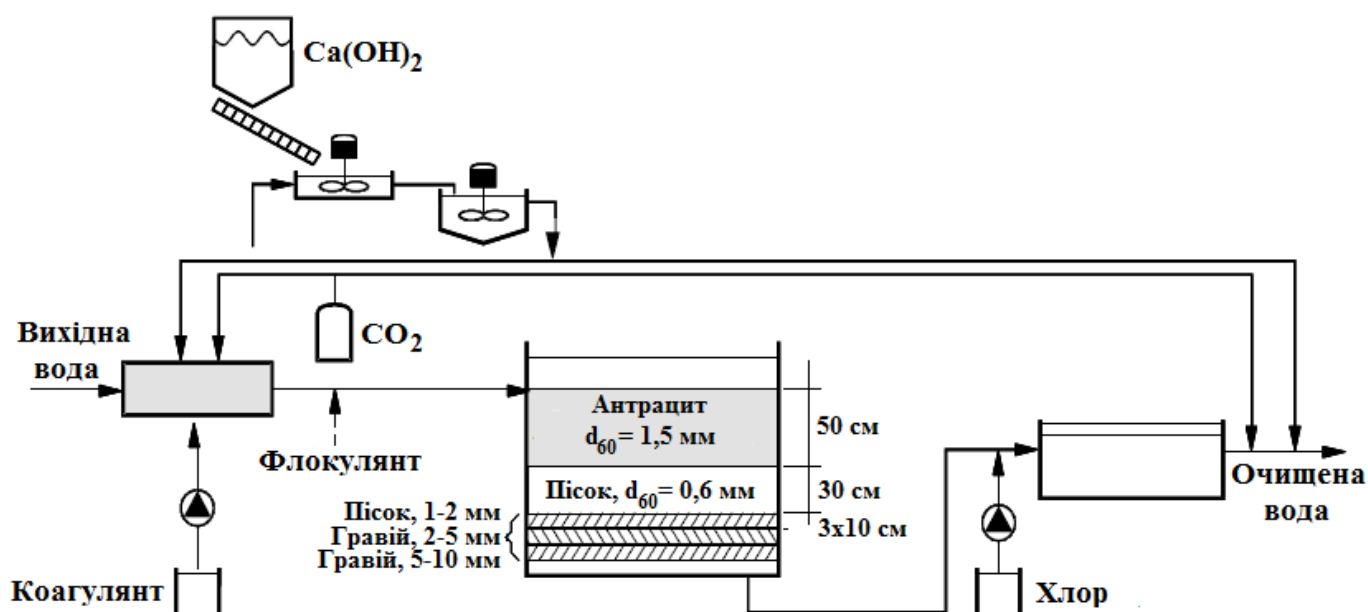 Ca(OH)2
Вихідна
вода
CO2
Антрацит
d60= 1,5 мм
50 см
Флокулянт
Пісок, d60= 0,6 мм
30 см
Очищена
вода
Пісок, 1-2 мм
Гравій, 2-5 мм
Гравій, 5-10 мм
3х10 см
Коагулянт
Хлор